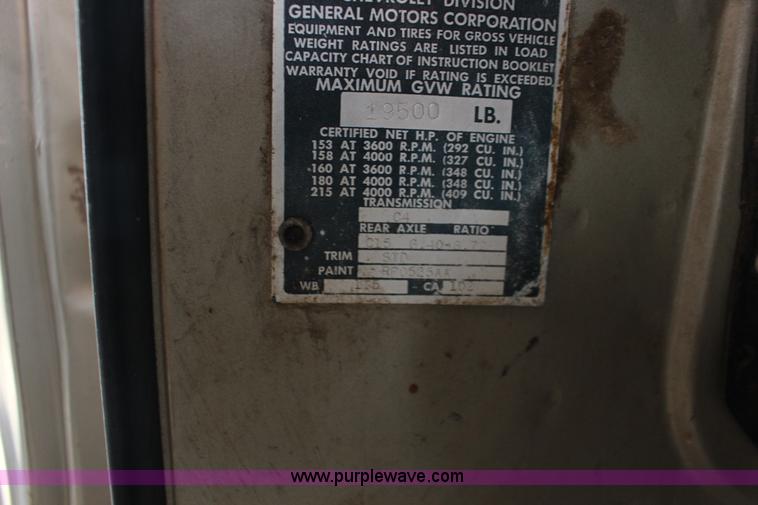 CHEVROLET DIVISION
GENERAL MOTORS CORPORATION
EQUIPMENT AND TIRES FOR GROSS VEHICLE
WEIGHT RATINGS ARE LISTED IN LOAD
CAPACITY CHART OF INSTRUCTION BOOKLET
WARRANTY VOID IF RATING IS EXCEEDED
MAXIMUM GVW RATING
19500 LB.
CERTIFIED NET H.P. OF ENGINE
153 AT 3600 R.P.M. (292 CU. IN.)
158 AT 4000 R.P.M. (327 CU. IN.)
160 AT 3600 R.P.M. (348 CU. IN.)
180 AT 4000 R.P.M. (348 CU. IN.)
215 AT 4000 R.P.M. (409 CU. IN.)
TRANSMISSION
C4
REAR AXLE RATIO
TRIM STD
PAINT
WB CA 102
www.purplewave.com